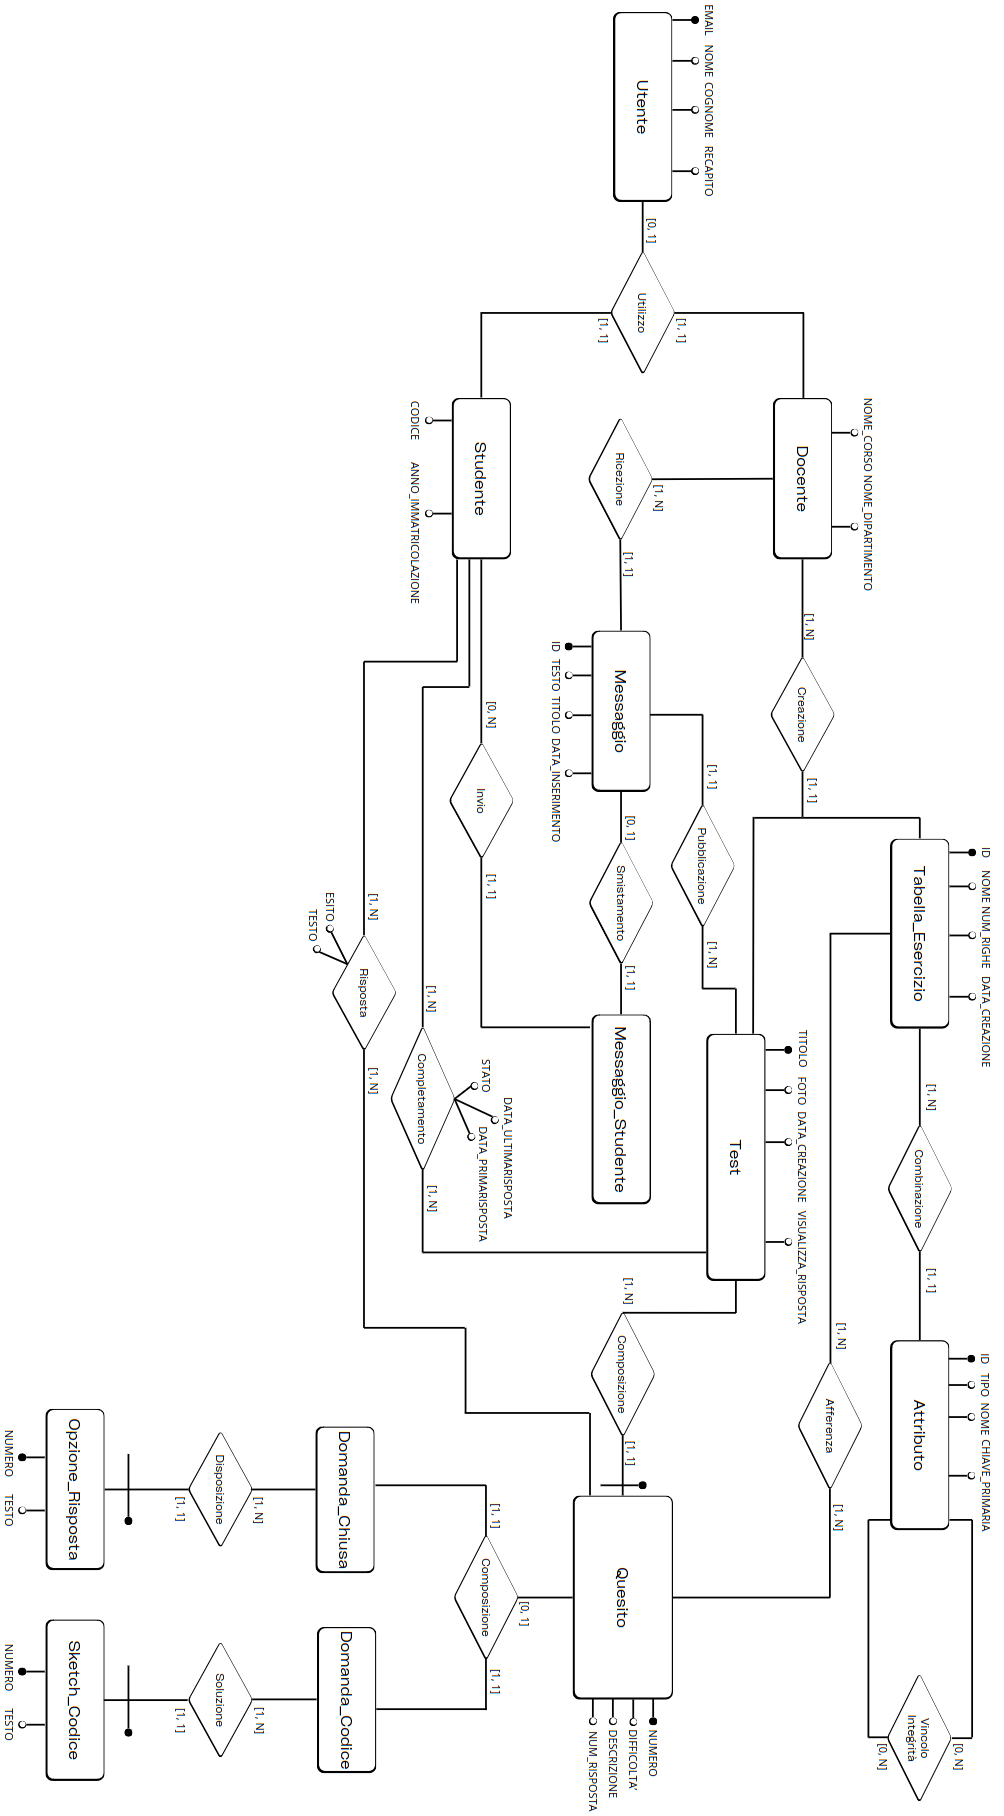 EMAIL NOME COGNOME RECAPITO
Utente
[0, 1]
Utilizzo
[1, 1]
[1, 1]
NOME_CORSO NOME_DIPARTIMENTO
Docente
Studente
CODICE ANNO_IMMATRICOLAZIONE
[1, N]
Ricezione
[1, 1]
[1, N]
Creazione
[1, 1]
Messaggio
ID TESTO TITOLO DATA_INSERIMENTO
[0, N]
Invio
[1, 1]
[1, 1]
Pubblicazione
[1, N]
[0, 1]
Smistamento
[1, 1]
Messaggio_Studente
ID NOME NUM_RIGHE DATA_CREAZIONE
Tabella_Esercizio
[1, N]
Combinazione
[1, 1]
[1, N]
ESITO
TESTO
Risposta
[1, N]
[1, N]
Completamento
STATO
DATA_ULTIMARISPOSTA
DATA_PRIMARISPOSTA
[1, N]
TITOLO FOTO DATA_CREAZIONE VISUALIZZA_RISPOSTA
Test
[1, N]
Composizione
[1, 1]
[1, N]
Afferenza
[1, N]
ID TIPO NOME CHIAVE_PRIMARIA
Attributo
[0, N]
Vincolo
Integrità
[0, N]
Quesito
NUMERO
DIFFICOLTA'
DESCRIZIONE
NUM_RISPOSTA
[0, 1]
Composizione
[1, 1]
[1, 1]
Domanda_Chiusa
[1, N]
Disposizione
[1, 1]
Opzione_Risposta
NUMERO TESTO
Domanda_Codice
[1, N]
Soluzione
[1, 1]
Sketch_Codice
NUMERO TESTO